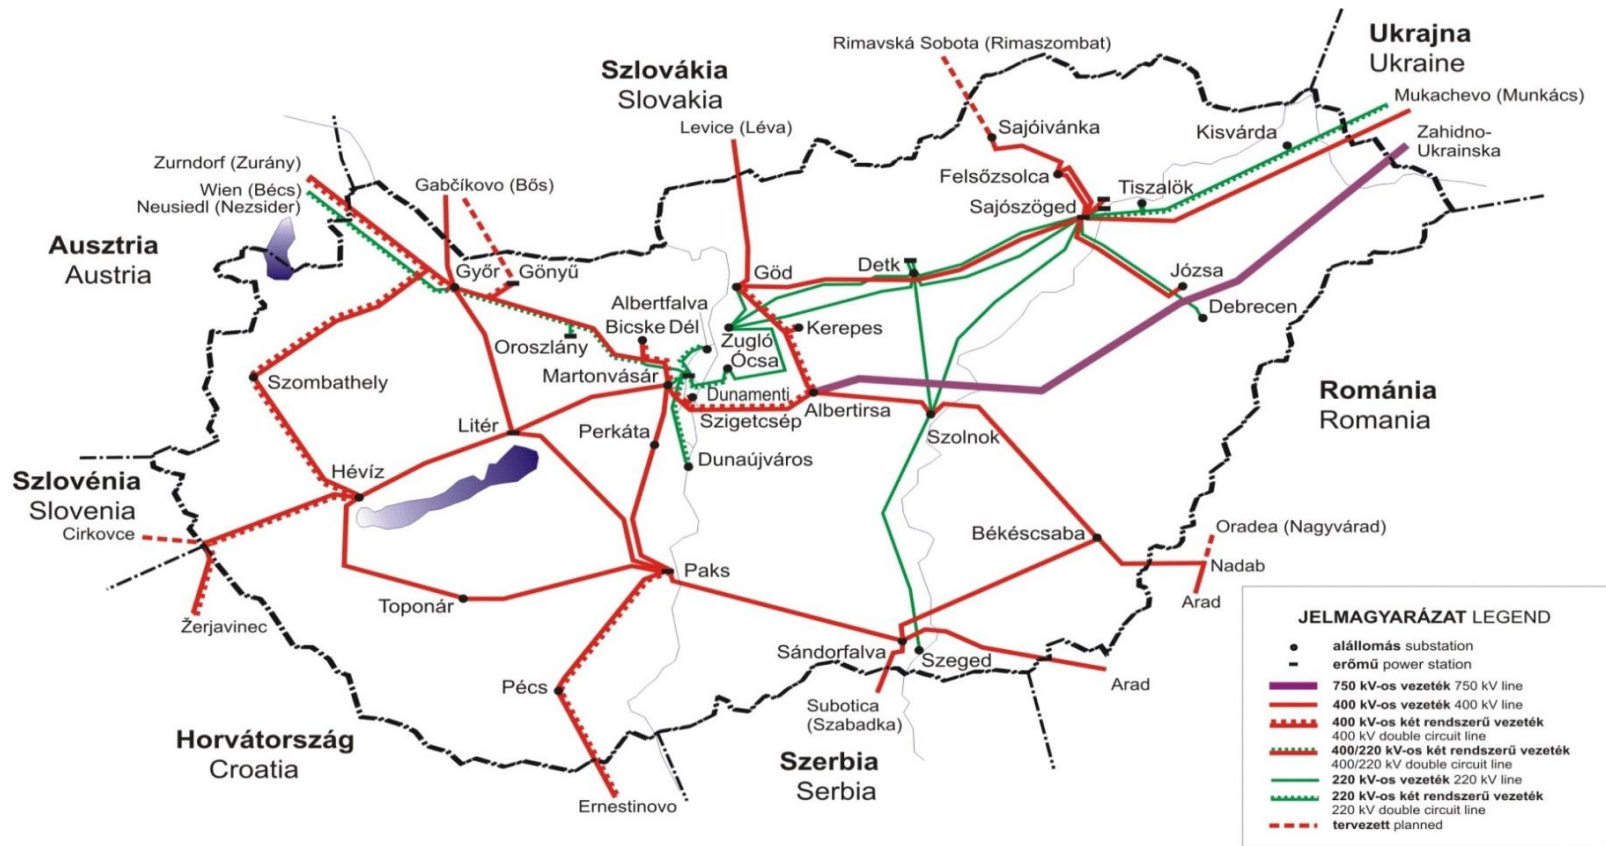 Ukrajna
Ukraine
Rimavská Sobota (Rimaszombat)
Szlovákia
Slovakia
Mukachevo (Munkács)
Levice (Léva)
Sajóivánka
Kisvárda
Zahidno-
Ukrainska
Zurndorf (Zurány)
Wien (Bécs)
Neusiedl (Nezsider)
Gabčíkovo (Bős)
Felsőzsolca
Tiszalök
Sajószöged
Ausztria
Austria
Győr
Gönyű
Göd
Detk
Józsa
Debrecen
Albertfalva
Bicske Dél
Kerepes
Zugló
Oroszlány
Ócsa
Martonvásár
Szombathely
Dunamenti
Albertirsa
Románia
Romania
Szigetcsép
Litér
Perkáta
Szolnok
Dunaújváros
Hévíz
Szlovénia
Slovenia
Cirkovce
Békéscsaba
Oradea (Nagyvárad)
Nadab
Paks
Arad
Toponár
Žerjavinec
Sándorfalva
Szeged
Arad
Pécs
Subotica
(Szabadka)
Horvátország
Croatia
Szerbia
Serbia
Ernestinovo
JELMAGYARÁZAT LEGEND
alállomás substation
erőmű power station
750 kV-os vezeték 750 kV line
400 kV-os vezeték 400 kV line
400 kV-os két rendszerű vezeték
400 kV double circuit line
400/220 kV-os két rendszerű vezeték
400/220 kV double circuit line
220 kV-os vezeték 220 kV line
220 kV-os két rendszerű vezeték
220 kV double circuit line
tervezett planned